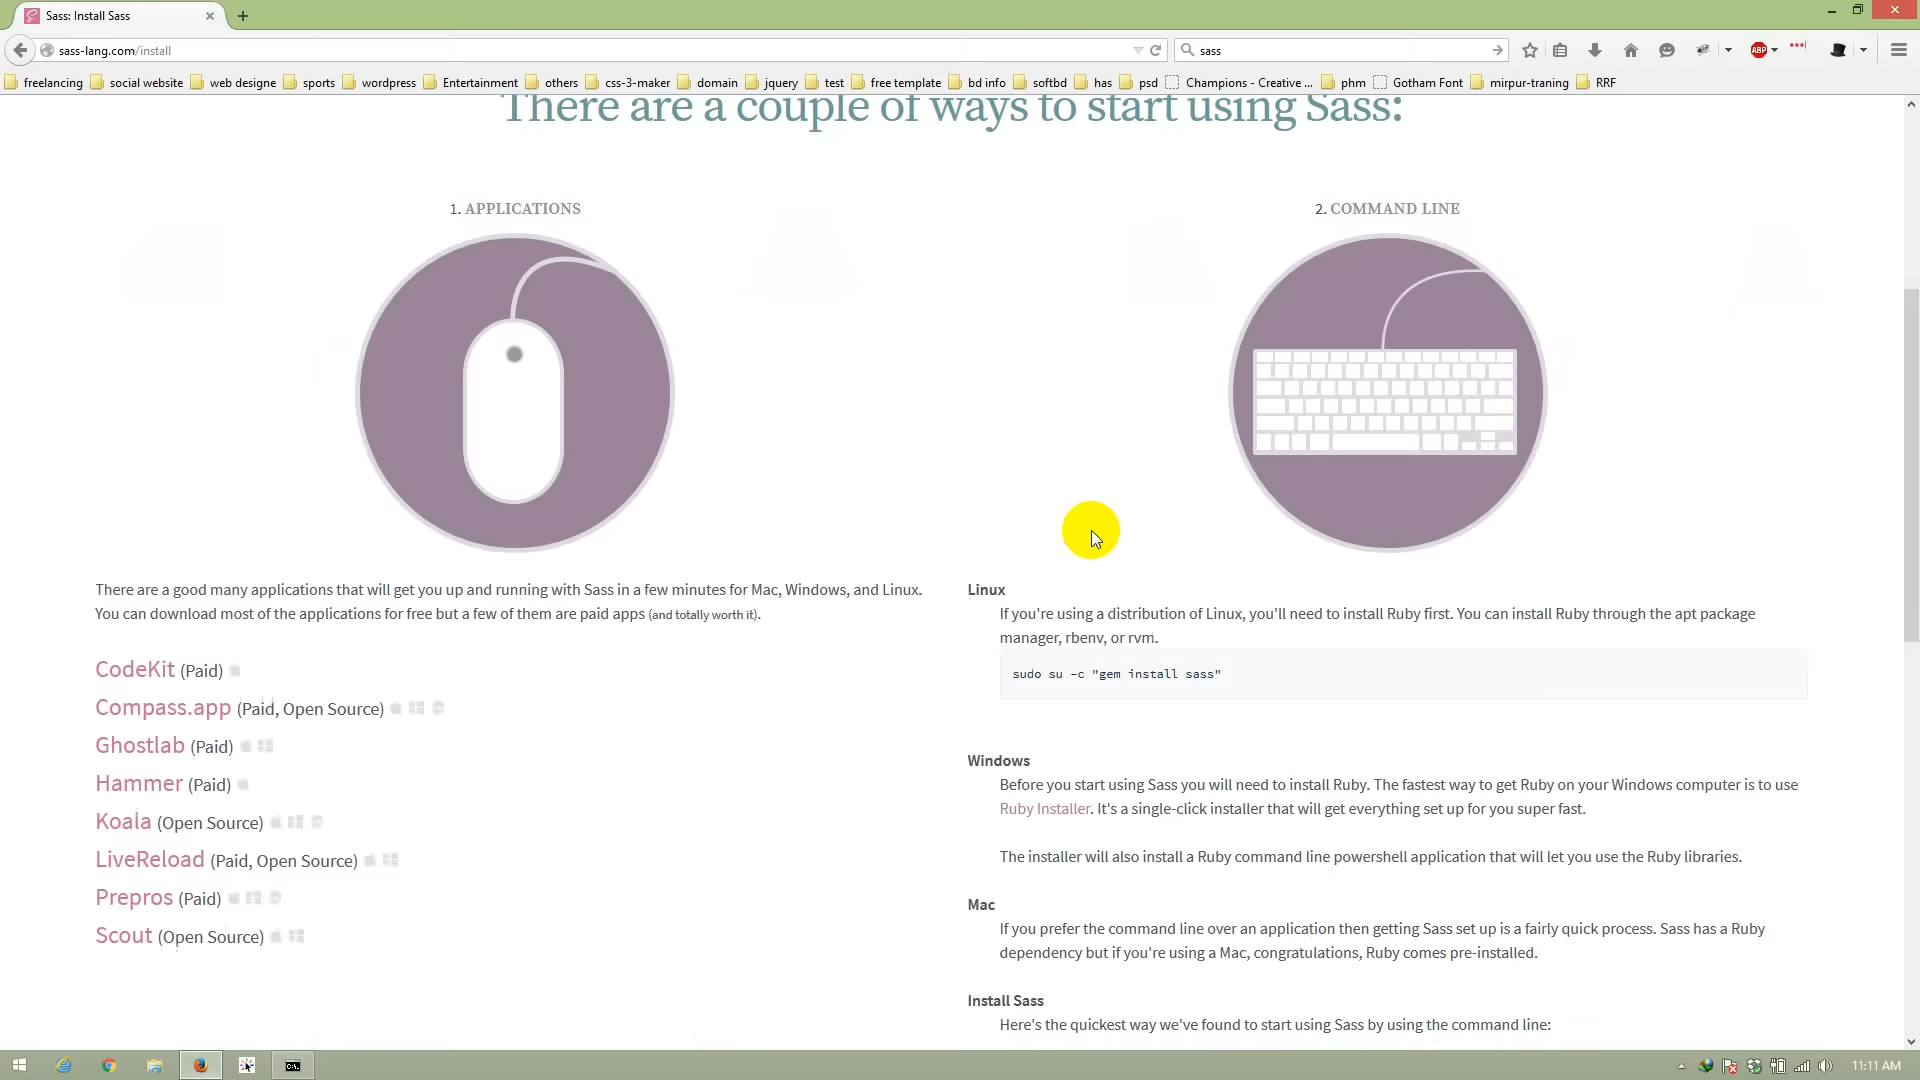 Sass: Install Sass
sass-lang.com/install
sass
ABP
freelancing social website web designe sports wordpress Entertainment others css-3-maker domain jquery test free template bd info softbd has psd Champions - Creative ... phm Gotham Font mirpur-traning RRF
There are a couple of ways to start using Sass:
1. APPLICATIONS
2. COMMAND LINE
There are a good many applications that will get you up and running with Sass in a few minutes for Mac, Windows, and Linux.
You can download most of the applications for free but a few of them are paid apps (and totally worth it).
CodeKit (Paid)
Compass.app (Paid, Open Source)
Ghostlab (Paid)
Hammer (Paid)
Koala (Open Source)
LiveReload (Paid, Open Source)
Prepros (Paid)
Scout (Open Source)
Linux
If you're using a distribution of Linux, you'll need to install Ruby first. You can install Ruby through the apt package
manager, rbenv, or rvm.
sudo su -c "gem install sass"
Windows
Before you start using Sass you will need to install Ruby. The fastest way to get Ruby on your Windows computer is to use
Ruby Installer. It's a single-click installer that will get everything set up for you super fast.
The installer will also install a Ruby command line powershell application that will let you use the Ruby libraries.
Mac
If you prefer the command line over an application then getting Sass set up is a fairly quick process. Sass has a Ruby
dependency but if you're using a Mac, congratulations, Ruby comes pre-installed.
Install Sass
Here's the quickest way we've found to start using Sass by using the command line:
11:11 AM